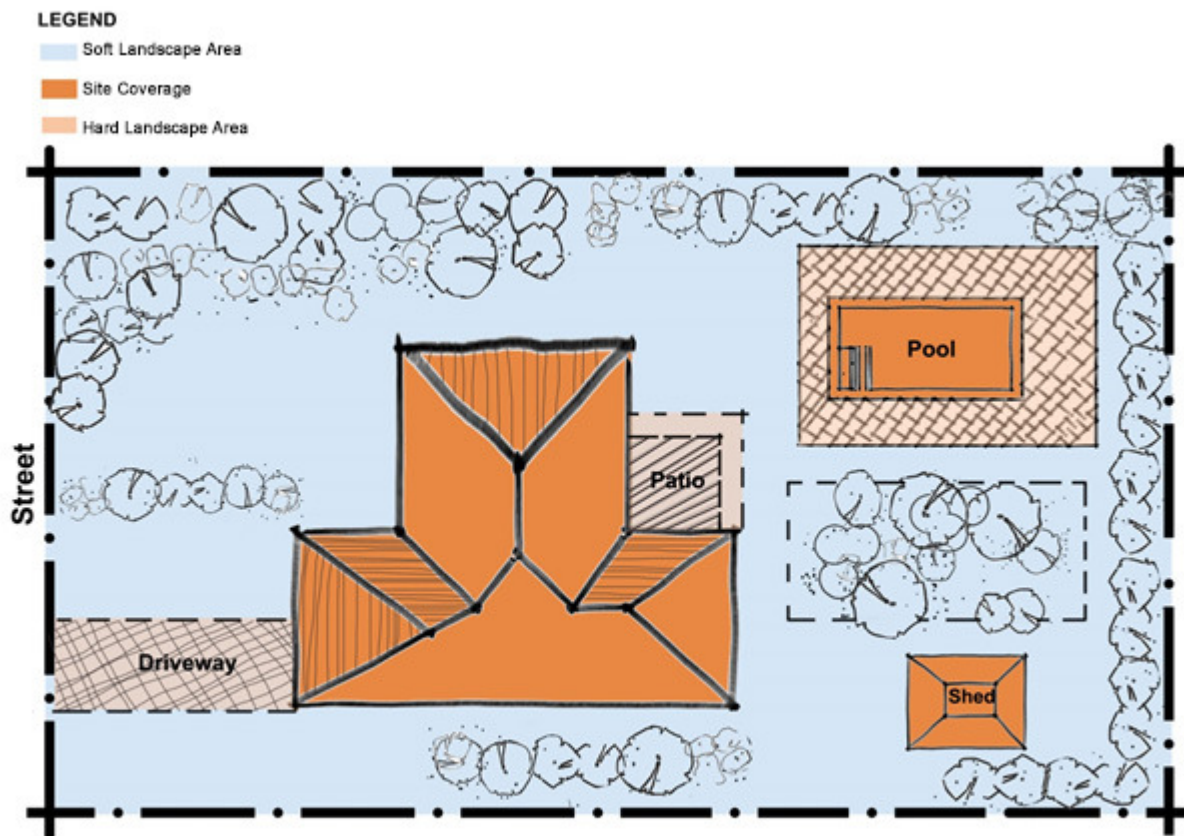 LEGEND
Soft Landscape Area
Site Coverage
Hard Landscape Area
Pool
Street
Patio
Driveway
Shed